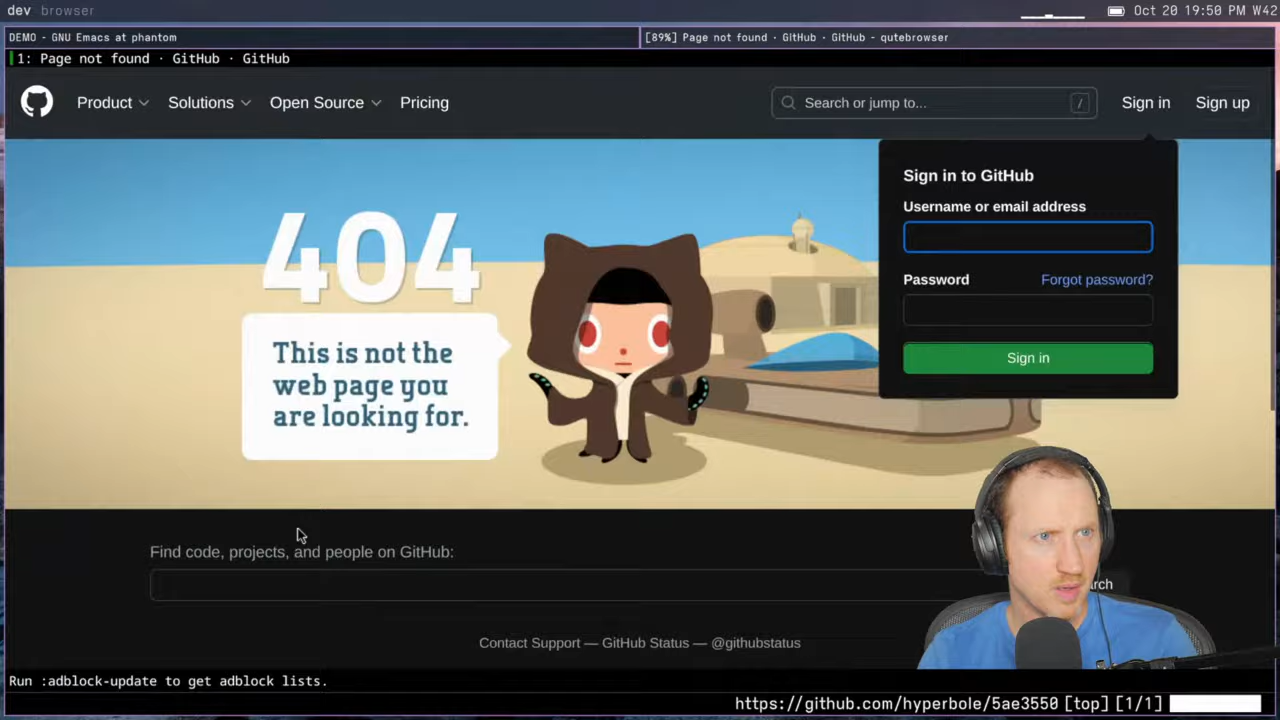 dev browser
Oct 20 19:50 PM W42
DEMO - GNU Emacs at phantom
[89%] Page not found · GitHub · GitHub - qutebrowser
1: Page not found · GitHub · GitHub
Product Solutions Open Source Pricing
Search or jump to... /
Sign in Sign up
404
This is not the
web page you
are looking for.
Sign in to GitHub
Username or email address
Password Forgot password?
Sign in
Find code, projects, and people on GitHub:
Contact Support — GitHub Status — @githubstatus
Run :adblock-update to get adblock lists.
https://github.com/hyperbole/5ae3550 [top] [1/1]